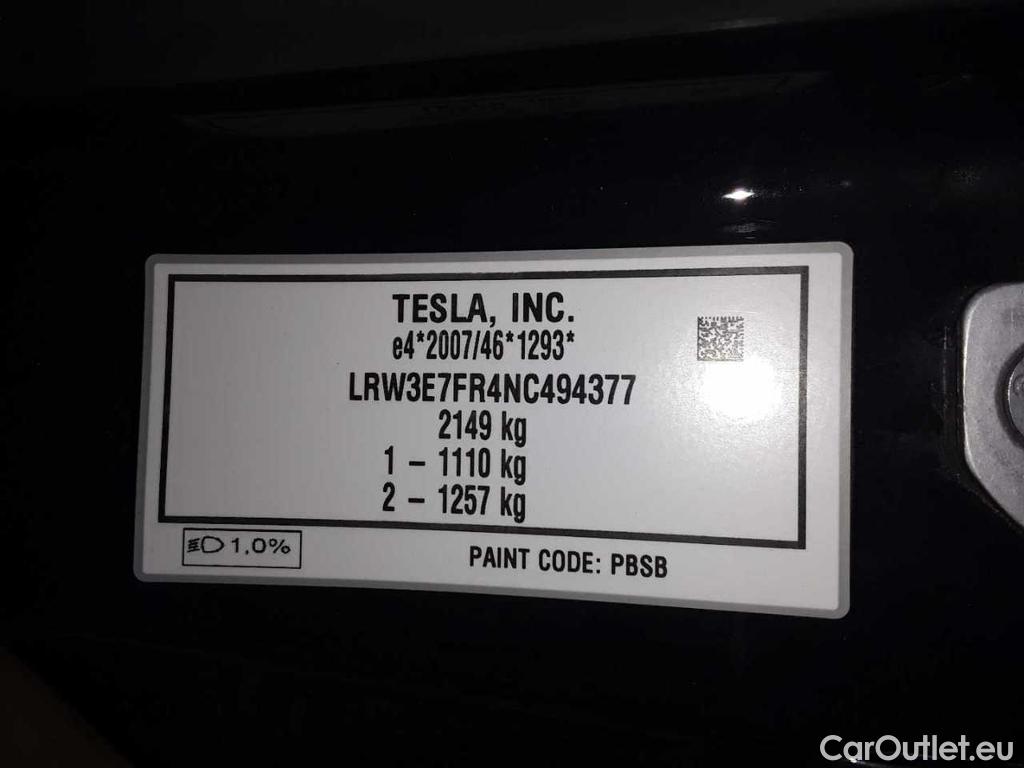 TESLA, INC.
e4*2007/46*1293*
LRW3E7FR4NC494377
2149 kg
1 – 1110 kg
2 – 1257 kg
1,0%
PAINT CODE: PBSB
CarOutlet.eu